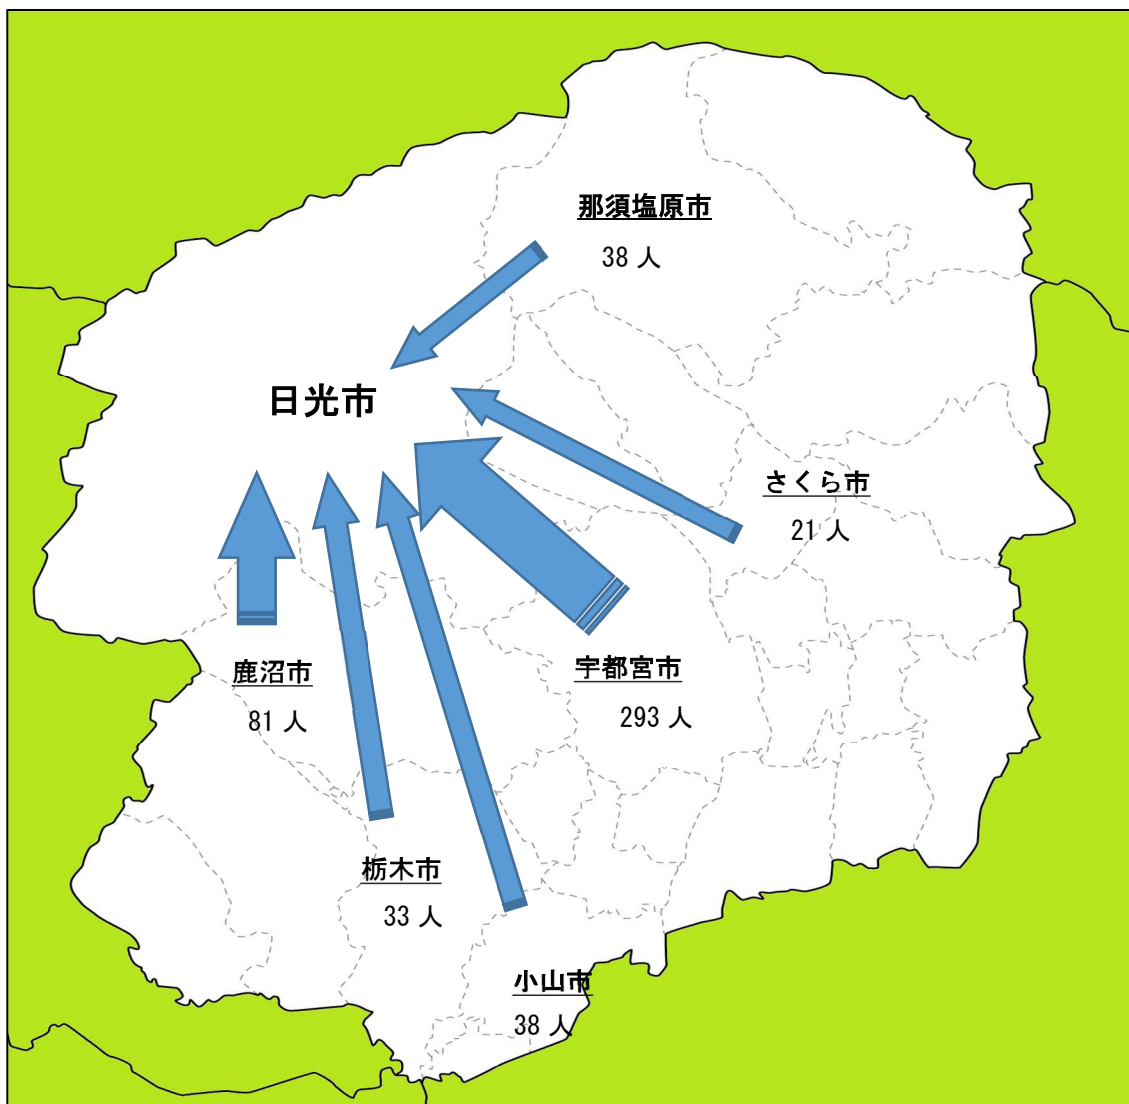 那須塩原市
38 人
日光市
さくら市
21 人
鹿沼市
81 人
宇都宮市
293 人
栃木市
33 人
小山市
38 人